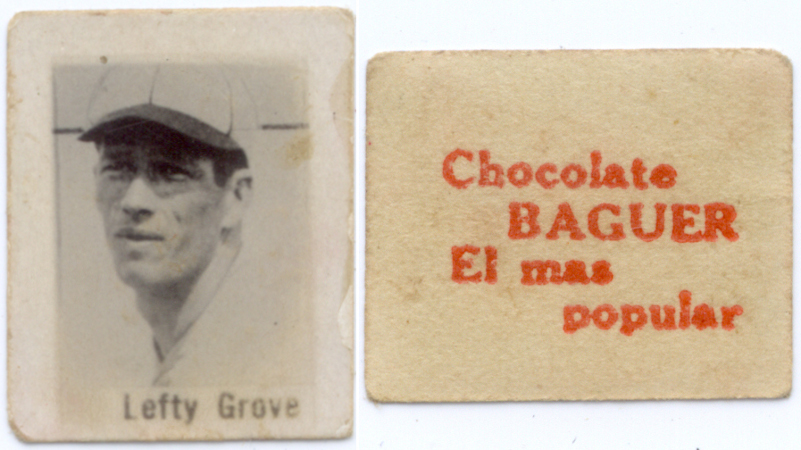 Lefty Grove
Chocolate
BAGUER
El mas
popular